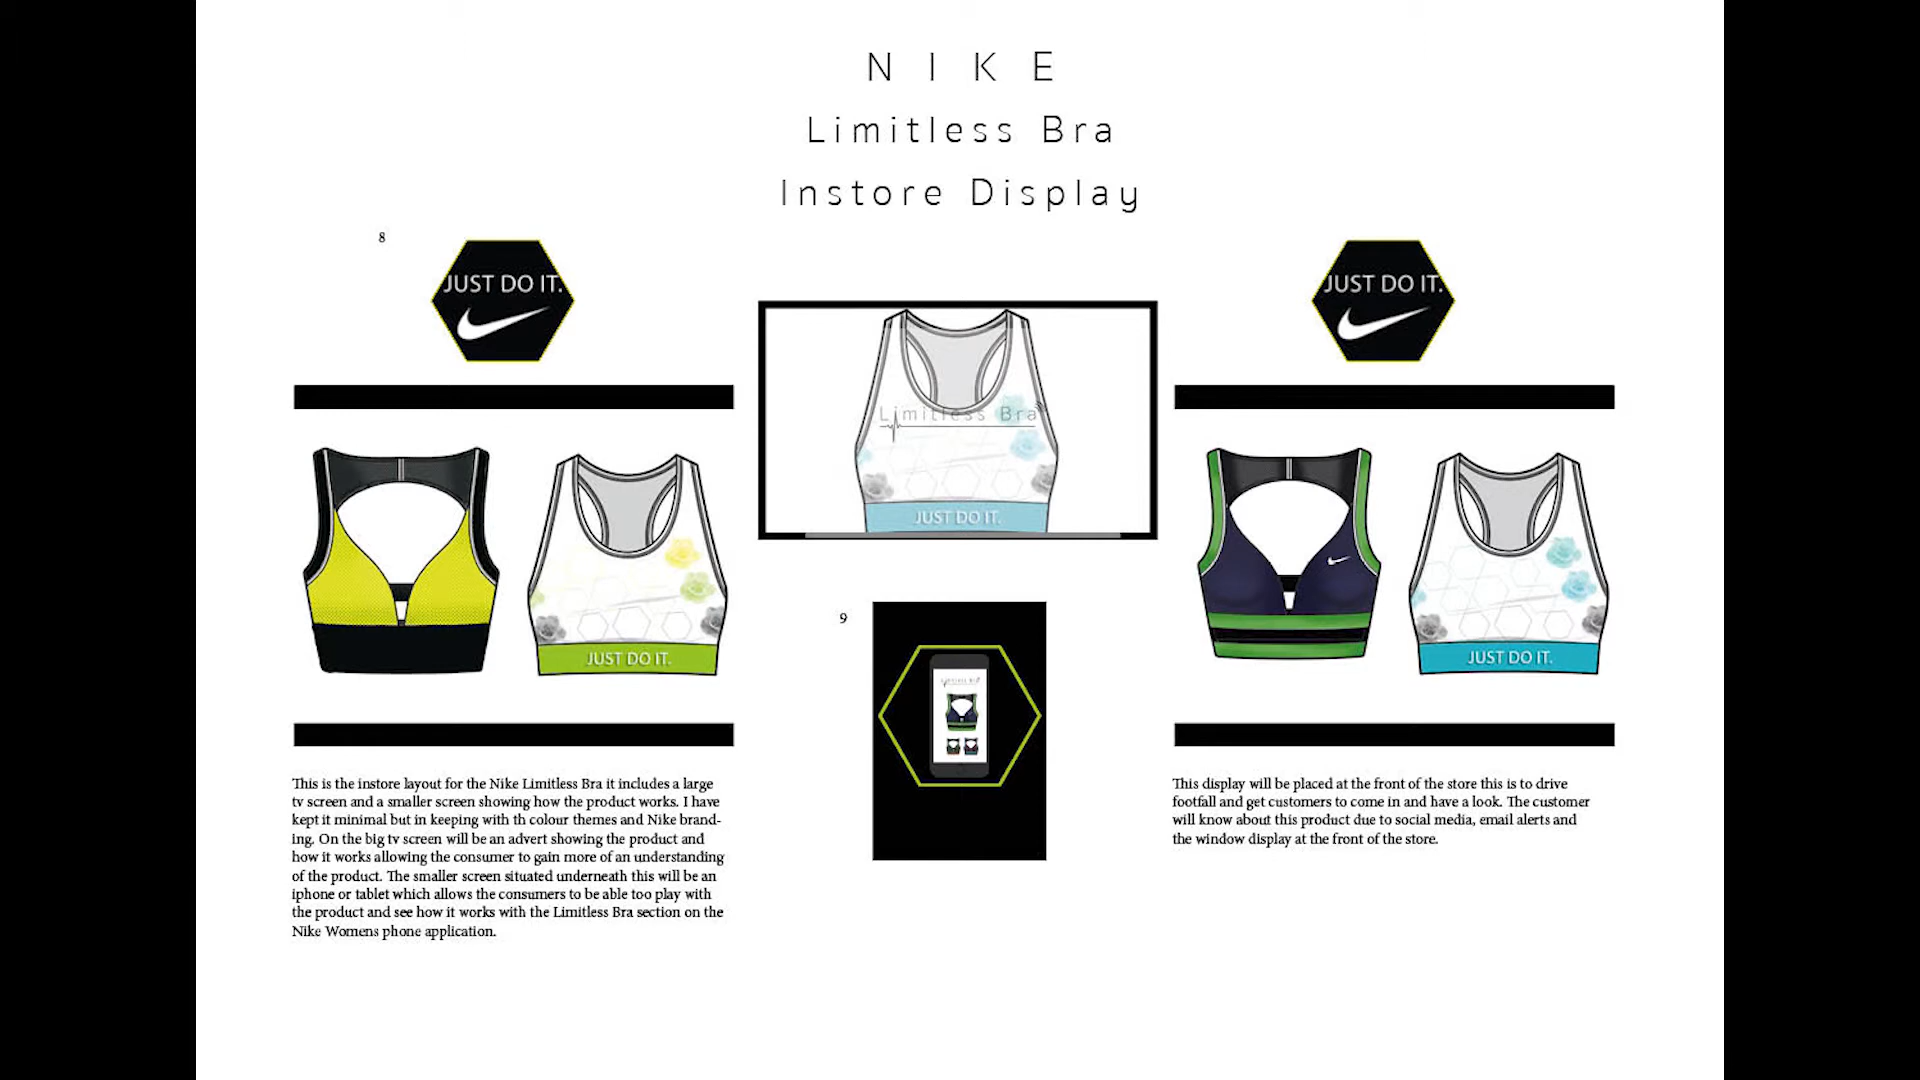 NIKE
Limitless Bra
Instore Display
8
JUST DO IT.
JUST DO IT.
Limitless Bra
JUST DO IT.
JUST DO IT.
JUST DO IT.
9
This is the instore layout for the Nike Limitless Bra it includes a large
tv screen and a smaller screen showing how the product works. I have
kept it minimal but in keeping with th colour themes and Nike brand-
ing. On the big tv screen will be an advert showing the product and
how it works allowing the consumer to gain more of an understanding
of the product. The smaller screen situated underneath this will be an
iphone or tablet which allows the consumers to be able too play with
the product and see how it works with the Limitless Bra section on the
Nike Womens phone application.
This display will be placed at the front of the store this is to drive
footfall and get customers to come in and have a look. The customer
will know about this product due to social media, email alerts and
the window display at the front of the store.